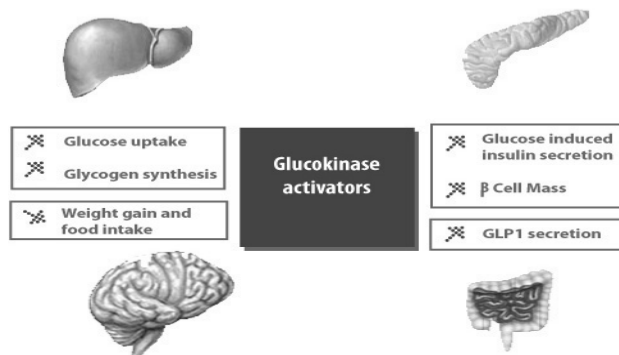 Glucose uptake
Glycogen synthesis
Weight gain and
food intake
Glucokinase
activators
Glucose induced
insulin secretion
β Cell Mass
GLP1 secretion